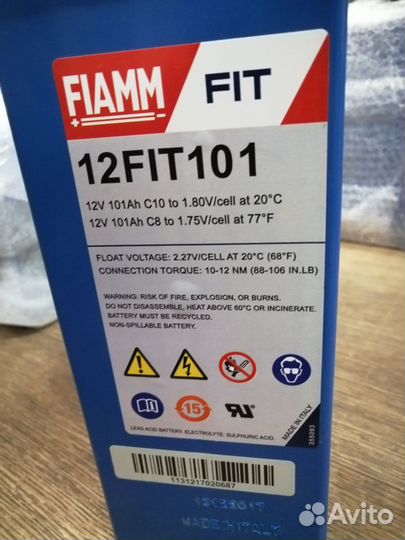 FIAMM
FIT
12FIT101
12V 101Ah C10 to 1.80V/cell at 20°C
12V 101Ah C8 to 1.75V/cell at 77°F
FLOAT VOLTAGE: 2.27V/CELL AT 20°C (68°F)
CONNECTION TORQUE: 10-12 NM (88-106 IN.LB)
WARNING: RISK OF FIRE, EXPLOSION, OR BURNS.
DO NOT DISASSEMBLE, HEAT ABOVE 60°C OR INCINERATE.
BATTERY MUST BE RECYCLED.
NON-SPILLABLE BATTERY.
15
MADE IN ITALY
355093
LEAD ACID BATTERY. ELECTROLYTE: SULPHURIC ACID.
1131217020687
13122017
MADE IN ITALY
Avito